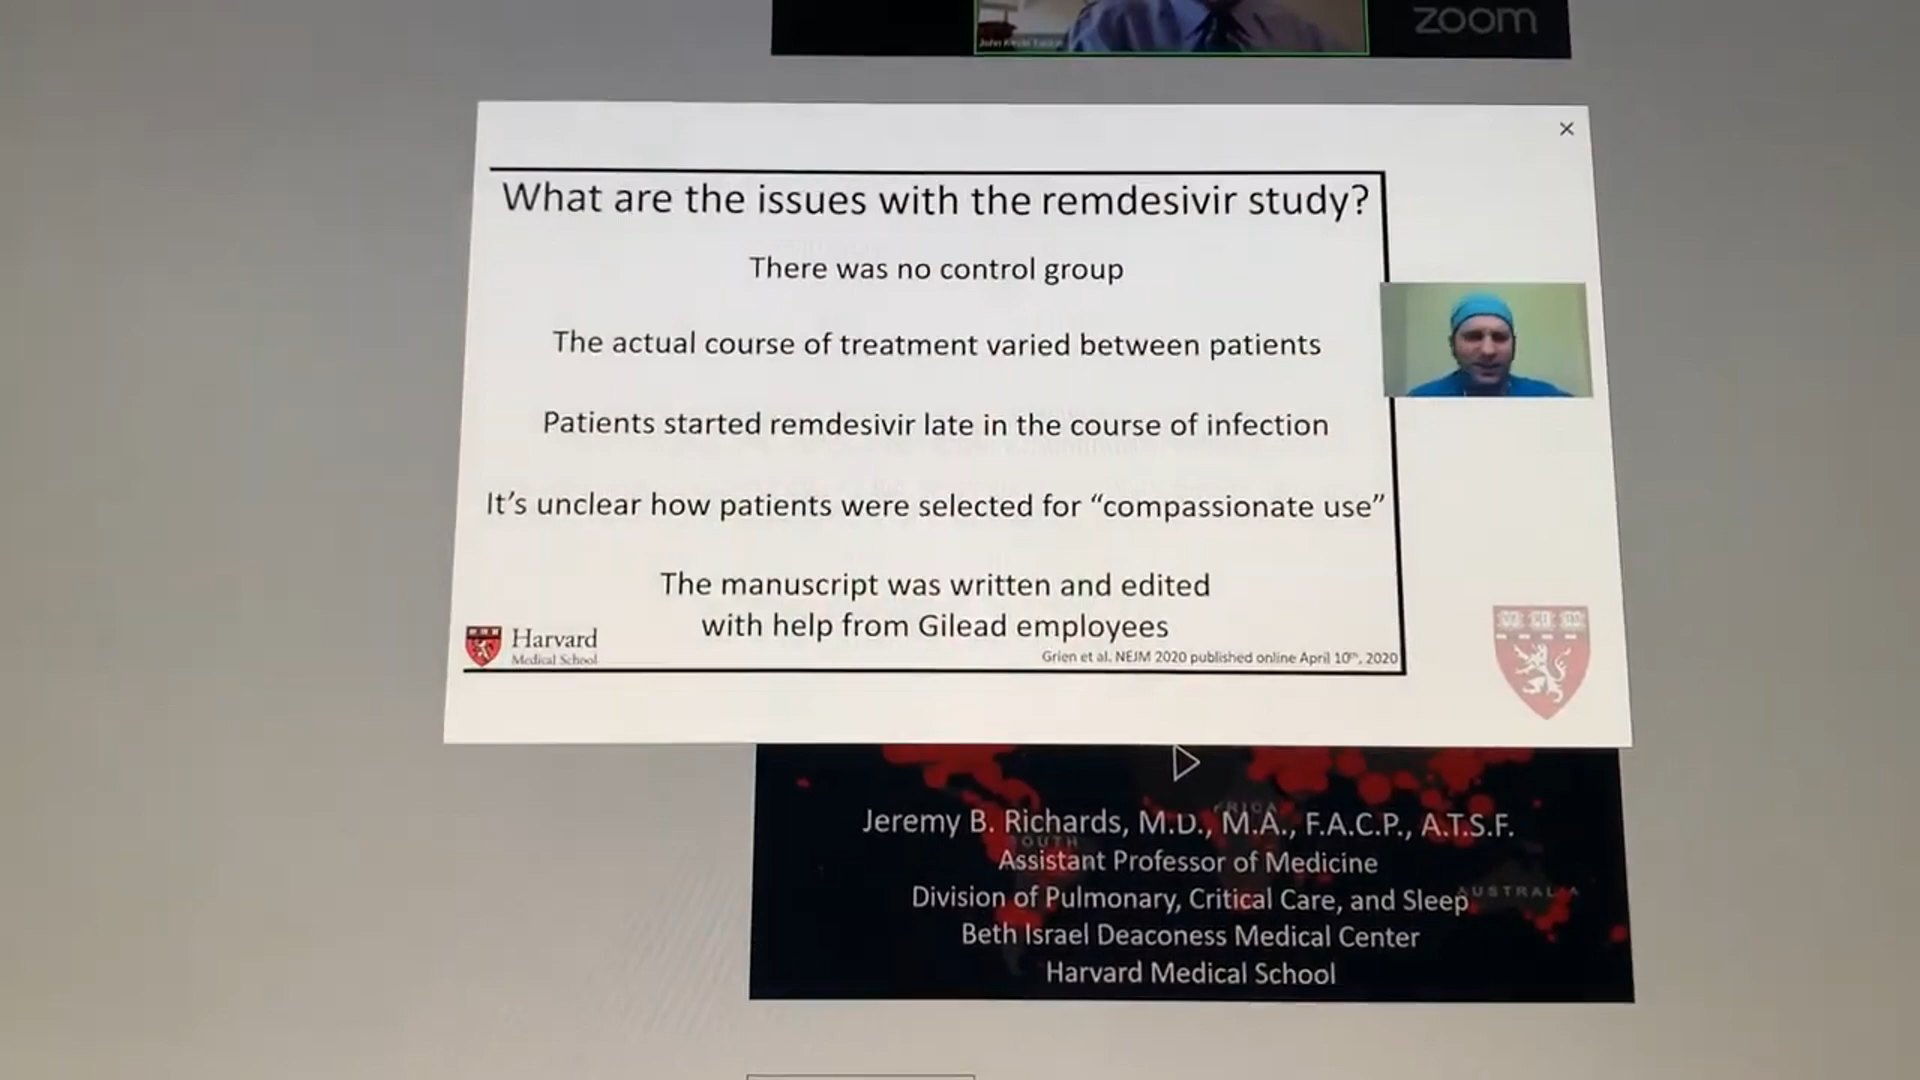 zoom
What are the issues with the remdesivir study?
There was no control group
The actual course of treatment varied between patients
Patients started remdesivir late in the course of infection
It's unclear how patients were selected for “compassionate use”
The manuscript was written and edited
with help from Gilead employees
Harvard
Medical School
Grien et al. NEJM 2020 published online April 10th, 2020
Jeremy B. Richards, M.D., M.A., F.A.C.P., A.T.S.F.
Assistant Professor of Medicine
Division of Pulmonary, Critical Care, and Sleep
AUSTRALIA
Beth Israel Deaconess Medical Center
Harvard Medical School